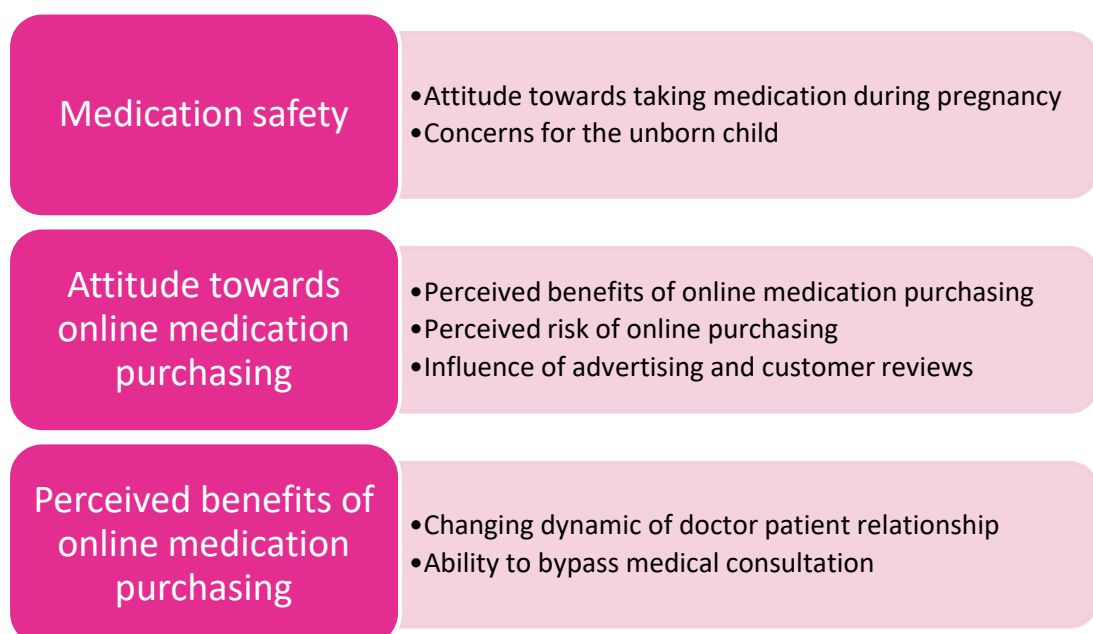 Medication safety
•Attitude towards taking medication during pregnancy
•Concerns for the unborn child
Attitude towards
online medication
purchasing
•Perceived benefits of online medication purchasing
•Perceived risk of online purchasing
•Influence of advertising and customer reviews
Perceived benefits of
online medication
purchasing
•Changing dynamic of doctor patient relationship
•Ability to bypass medical consultation